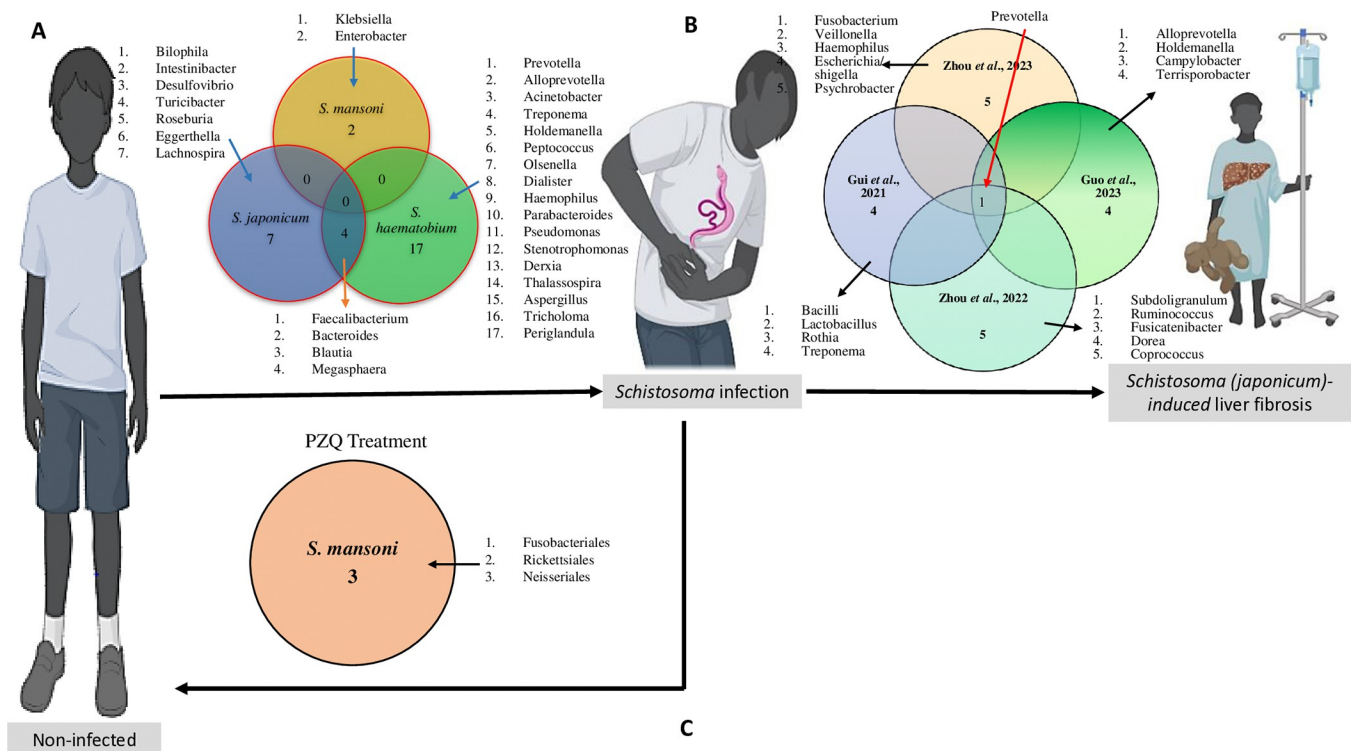 A
1. Klebsiella
2. Enterobacter
1. Bilophila
2. Intestinibacter
3. Desulfovibrio
4. Turicibacter
5. Roseburia
6. Eggerthella
7. Lachnospira
S. mansoni
2
0
0
0
S. japonicum
7
4
S.
haematobium
17
1. Faecalibacterium
2. Bacteroides
3. Blautia
4. Megasphaera
1. Prevotella
2. Alloprevotella
3. Acinetobacter
4. Treponema
5. Holdemanella
6. Peptococcus
7. Olsenella
8. Dialister
9. Haemophilus
10. Parabacteroides
11. Pseudomonas
12. Stenotrophomonas
13. Derxia
14. Thalassospira
15. Aspergillus
16. Tricholoma
17. Periglandula
B
1. Fusobacterium
2. Veillonella
3. Haemophilus
4. Escherichia/
shigella
5. Psychrobacter
Prevotella
1. Alloprevotella
2. Holdemanella
3. Campylobacter
4. Terrisporobacter
Zhou et al., 2023
5
Gui et al.,
2021
4
1
Guo et al.,
2023
4
Zhou et al., 2022
5
1. Bacilli
2. Lactobacillus
3. Rothia
4. Treponema
1. Subdoligranulum
2. Ruminococcus
3. Fusicatenibacter
4. Dorea
5. Coprococcus
Schistosoma infection
Schistosoma (japonicum)-
induced liver fibrosis
PZQ Treatment
S. mansoni
3
1. Fusobacteriales
2. Rickettsiales
3. Neisseriales
C
Non-infected